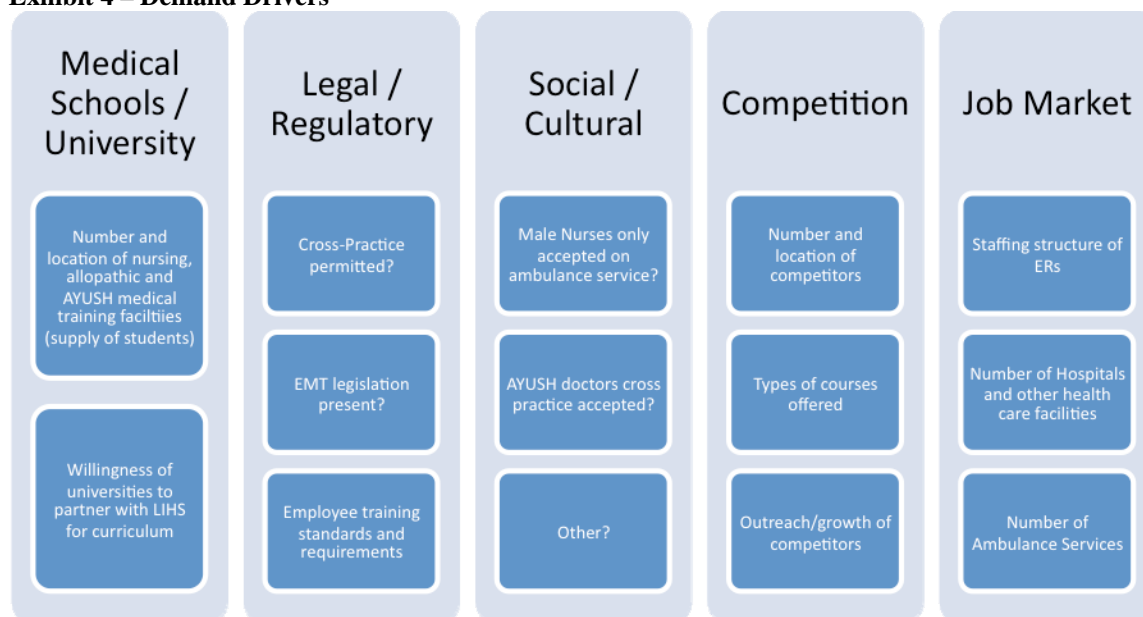 Exhibit 4 – Demand Drivers
Medical
Schools /
University
Number and
location of nursing,
allopathic and
AYUSH medical
training faciltiies
(supply of students)
Willingness of
universities to
partner with LIHS
for curriculum
Legal /
Regulatory
Cross-Practice
permitted?
EMT legislation
present?
Employee training
standards and
requirements
Social /
Cultural
Male Nurses only
accepted on
ambulance service?
AYUSH doctors cross
practice accepted?
Other?
Competition
Number and
location of
competitors
Types of courses
offered
Outreach/growth of
competitors
Job Market
Staffing structure of
ERs
Number of Hospitals
and other health
care facilities
Number of
Ambulance Services